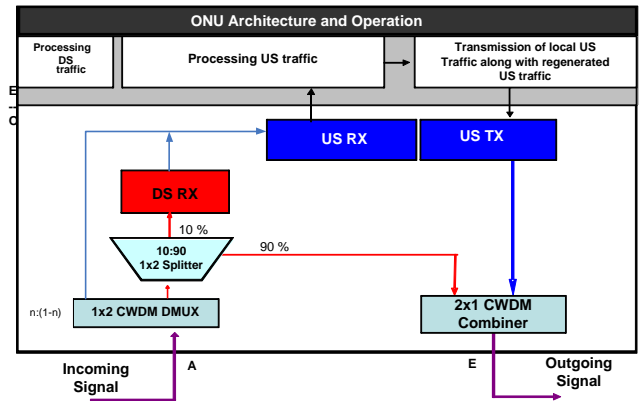 ONU Architecture and Operation
Processing
DS
traffic
Processing US traffic
Transmission of local US
Traffic along with regenerated
US traffic
E
--
O
US RX
US TX
DS RX
10 %
10:90
1x2 Splitter
90 %
n:(1-n)
1x2 CWDM DMUX
2x1 CWDM
Combiner
Incoming
Signal
A
E
Outgoing
Signal